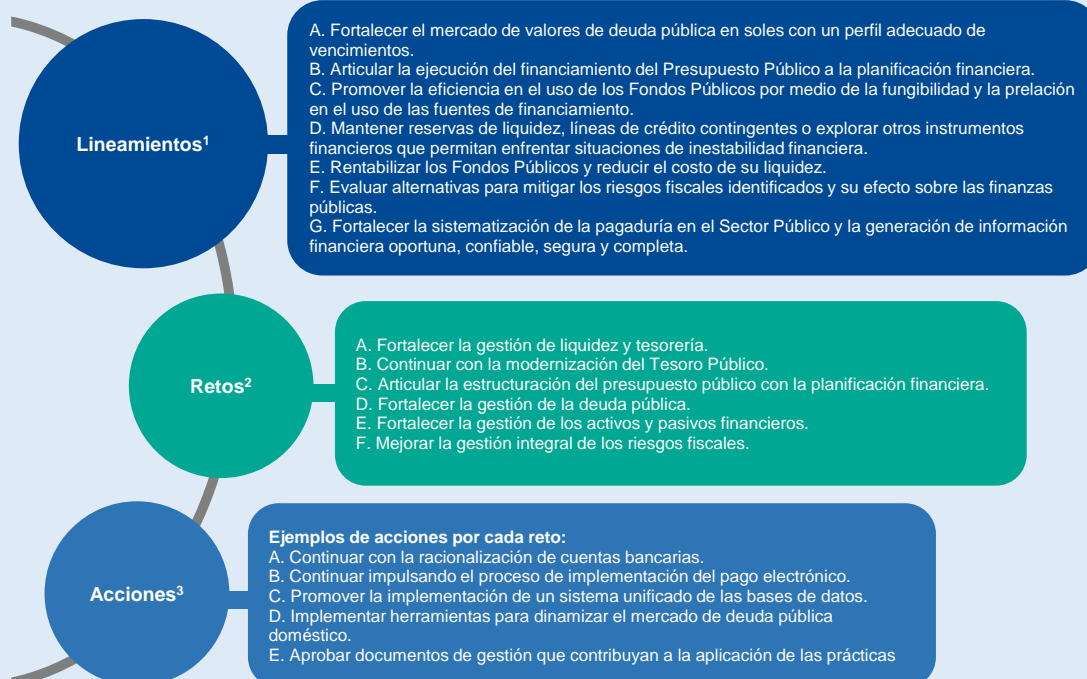 Lineamientos¹
A. Fortalecer el mercado de valores de deuda pública en soles con un perfil adecuado de
vencimientos.
B. Articular la ejecución del financiamiento del Presupuesto Público a la planificación financiera.
C. Promover la eficiencia en el uso de los Fondos Públicos por medio de la fungibilidad y la prelación
en el uso de las fuentes de financiamiento.
D. Mantener reservas de liquidez, líneas de crédito contingentes o explorar otros instrumentos
financieros que permitan enfrentar situaciones de inestabilidad financiera.
E. Rentabilizar los Fondos Públicos y reducir el costo de su liquidez.
F. Evaluar alternativas para mitigar los riesgos fiscales identificados y su efecto sobre las finanzas
públicas.
G. Fortalecer la sistematización de la pagaduría en el Sector Público y la generación de información
financiera oportuna, confiable, segura y completa.
Retos²
A. Fortalecer la gestión de liquidez y tesorería.
B. Continuar con la modernización del Tesoro Público.
C. Articular la estructuración del presupuesto público con la planificación financiera.
D. Fortalecer la gestión de la deuda pública.
E. Fortalecer la gestión de los activos y pasivos financieros.
F. Mejorar la gestión integral de los riesgos fiscales.
Acciones³
Ejemplos de acciones por cada reto:
A. Continuar con la racionalización de cuentas bancarias.
B. Continuar impulsando el proceso de implementación del pago electrónico.
C. Promover la implementación de un sistema unificado de las bases de datos.
D. Implementar herramientas para dinamizar el mercado de deuda pública
doméstico.
E. Aprobar documentos de gestión que contribuyan a la aplicación de las prácticas